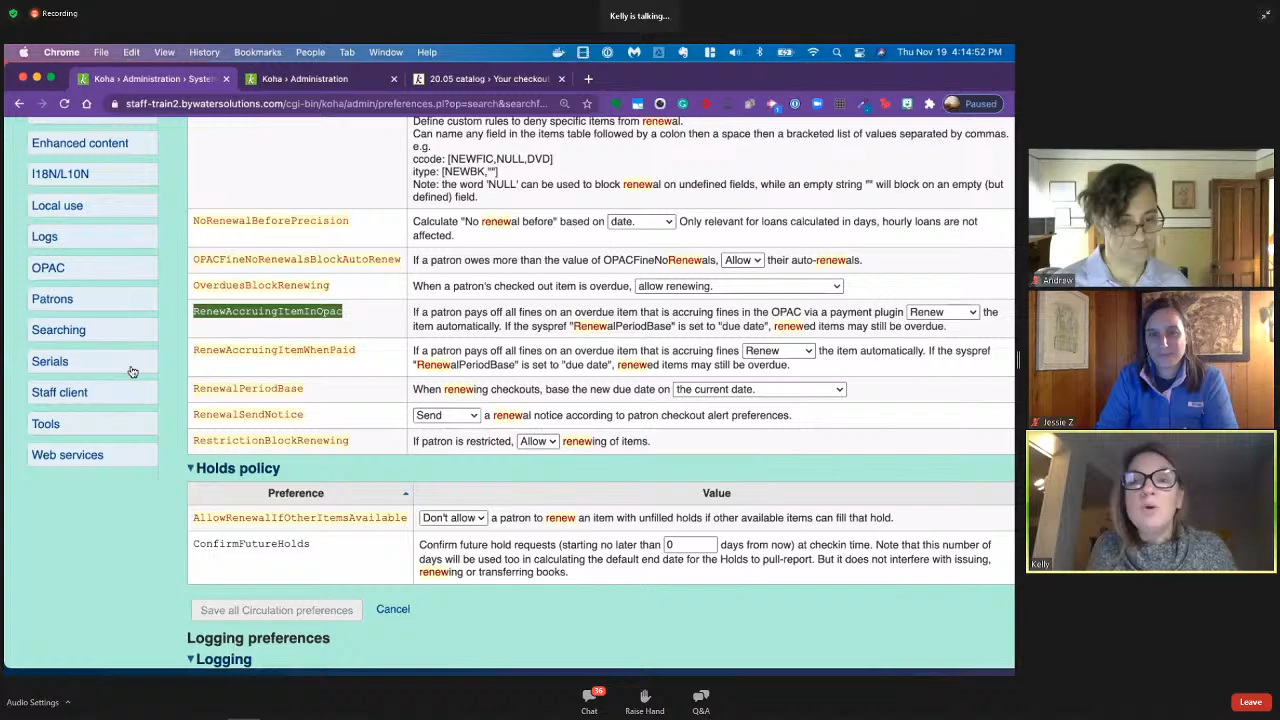 Recording
Kelly is talking...
Chrome File Edit View History Bookmarks People Tab Window Help
Thu Nov 19 4:14:52 PM
Koha › Administration › System
Koha › Administration
20.05 catalog › Your checkout
staff-train2.bywatersolutions.com/cgi-bin/koha/admin/preferences.pl?op=search&searchf...
Paused
Enhanced content
I18N/L10N
Local use
Logs
OPAC
Patrons
Searching
Serials
Staff client
Tools
Web services
Define custom rules to deny specific items from renewal.
Can name any field in the items table followed by a colon then a space then a bracketed list of values separated by commas.
e.g.
ccode: [NEWFIC,NULL,DVD]
itype: [NEWBK,""]
Note: the word 'NULL' can be used to block renewal on undefined fields, while an empty string "" will block on an empty (but
defined) field.
NoRenewalBeforePrecision
Calculate "No renewal before" based on date. Only relevant for loans calculated in days, hourly loans are not
affected.
OPACFineNoRenewalsBlockAutoRenew
If a patron owes more than the value of OPACFineNoRenewals, Allow their auto-renewals.
OverduesBlockRenewing
When a patron's checked out item is overdue, allow renewing.
RenewAccruingItemInOpac
If a patron pays off all fines on an overdue item that is accruing fines in the OPAC via a payment plugin Renew the
item automatically. If the syspref "RenewalPeriodBase" is set to "due date", renewed items may still be overdue.
RenewAccruingItemWhenPaid
If a patron pays off all fines on an overdue item that is accruing fines Renew the item automatically. If the syspref
"RenewalPeriodBase" is set to "due date", renewed items may still be overdue.
RenewalPeriodBase
When renewing checkouts, base the new due date on the current date.
RenewalSendNotice
Send a renewal notice according to patron checkout alert preferences.
RestrictionBlockRenewing
If patron is restricted, Allow renewing of items.
Holds policy
Preference Value
AllowRenewalIfOtherItemsAvailable
Don't allow a patron to renew an item with unfilled holds if other available items can fill that hold.
ConfirmFutureHolds
Confirm future hold requests (starting no later than 0 days from now) at checkin time. Note that this number of
days will be used too in calculating the default end date for the Holds to pull-report. But it does not interfere with issuing,
renewing or transferring books.
Save all Circulation preferences Cancel
Logging preferences
Logging
Andrew
Jessie Z
Kelly
Audio Settings
36
Chat
Raise Hand
Q&A
Leave